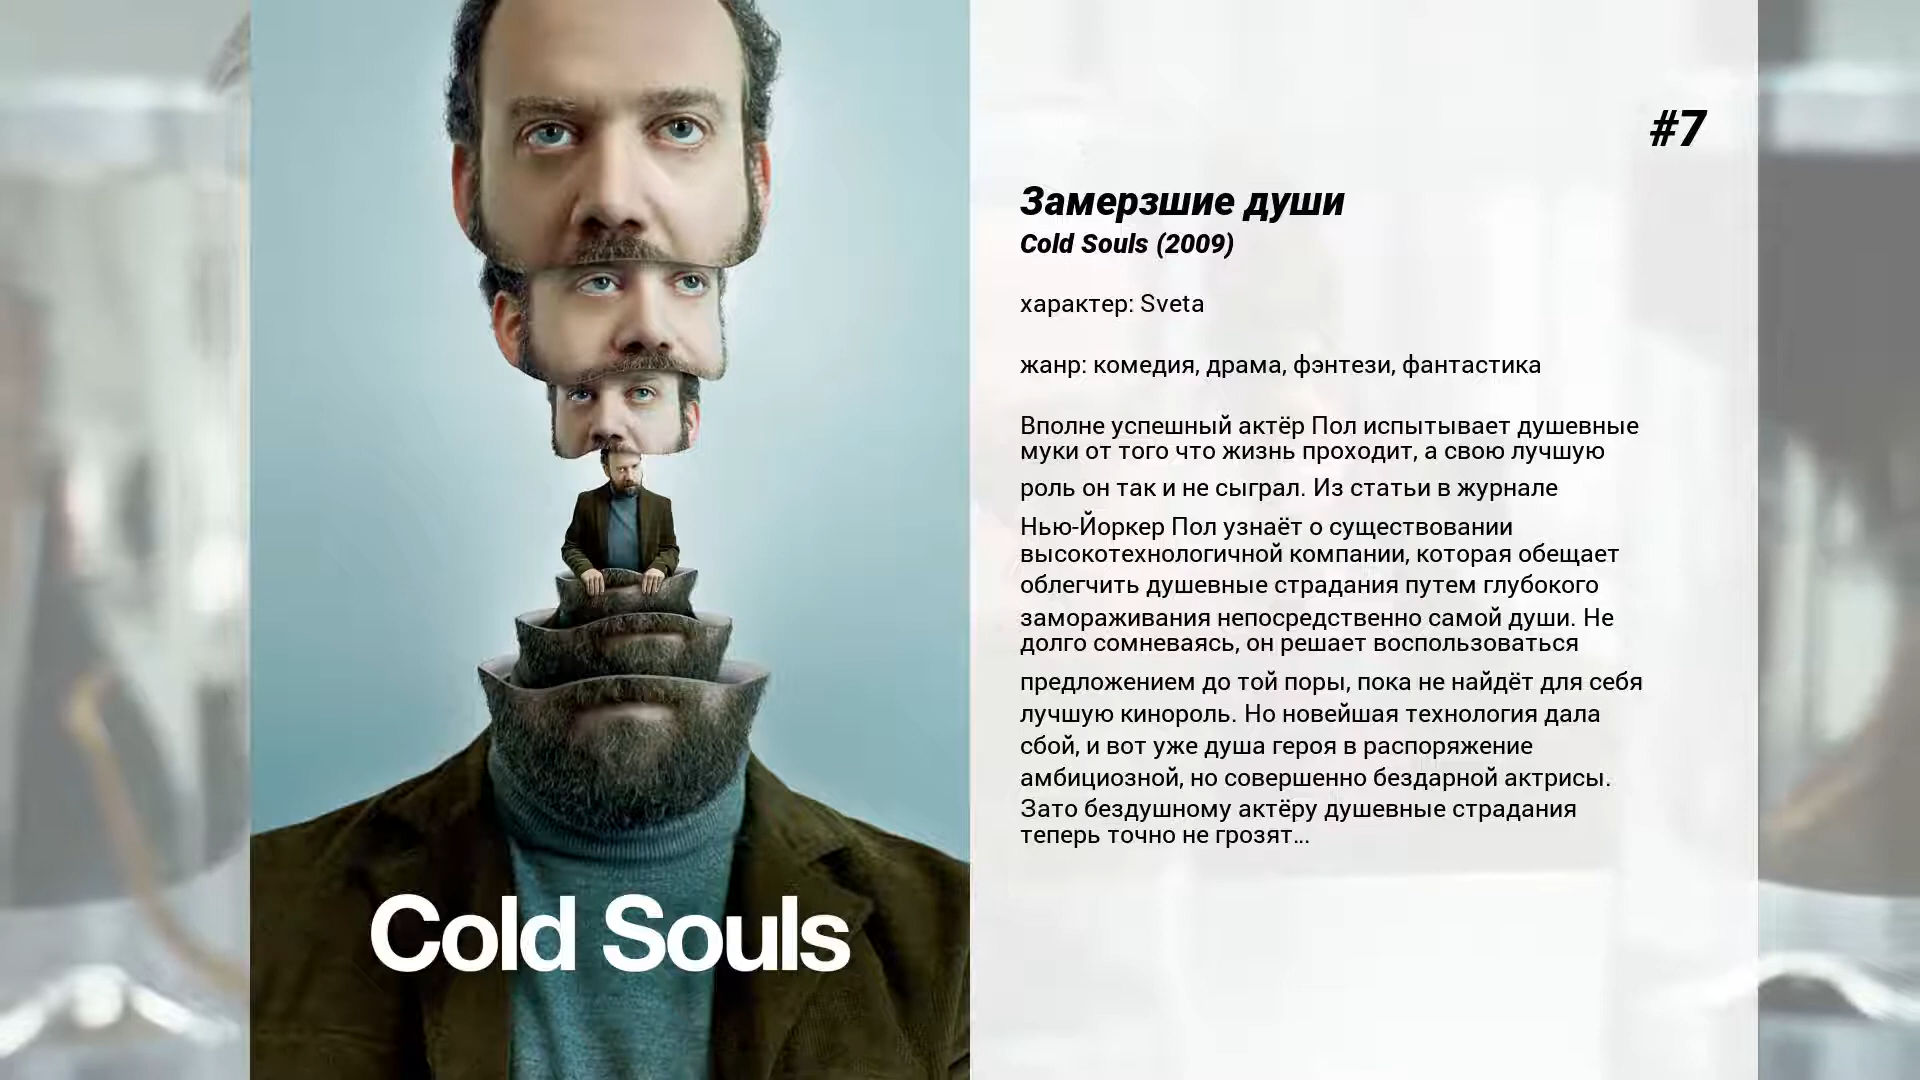 #7
Замерзшие души
Cold Souls (2009)
характер: Sveta
жанр: комедия, драма, фэнтези, фантастика
Вполне успешный актёр Пол испытывает душевные
муки от того что жизнь проходит, а свою лучшую
роль он так и не сыграл. Из статьи в журнале
Нью-Йоркер Пол узнаёт о существовании
высокотехнологичной компании, которая обещает
облегчить душевные страдания путем глубокого
замораживания непосредственно самой души. Не
долго сомневаясь, он решает воспользоваться
предложением до той поры, пока не найдёт для себя
лучшую кинороль. Но новейшая технология дала
сбой, и вот уже душа героя в распоряжение
амбициозной, но совершенно бездарной актрисы.
Зато бездушному актёру душевные страдания
теперь точно не грозят...
Cold Souls